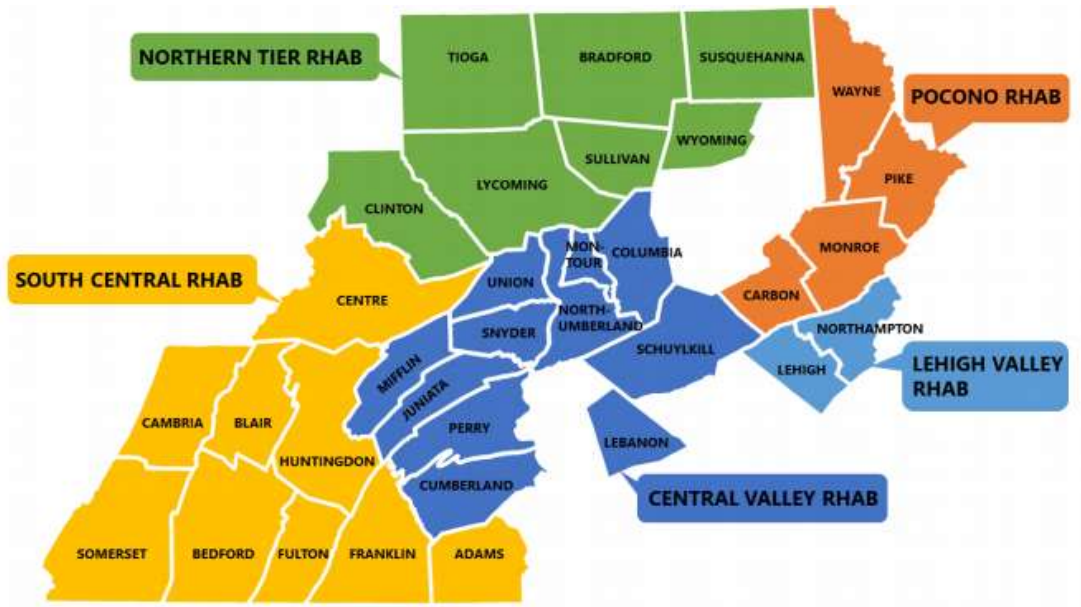 NORTHERN TIER RHAB
TIOGA
BRADFORD
SUSQUEHANNA
WAYNE
POCONO RHAB
WYOMING
SULLIVAN
PIKE
LYCOMING
CLINTON
MON-
TOUR
COLUMBIA
MONROE
SOUTH CENTRAL RHAB
CENTRE
UNION
CARBON
NORTH-
UMBERLAND
SNYDER
NORTHAMPTON
SCHUYLKILL
LEHIGH
LEHIGH VALLEY
RHAB
MIFFLIN
JUNIATA
CAMBRIA
BLAIR
PERRY
LEBANON
HUNTINGDON
CUMBERLAND
CENTRAL VALLEY RHAB
SOMERSET
BEDFORD
FULTON
FRANKLIN
ADAMS